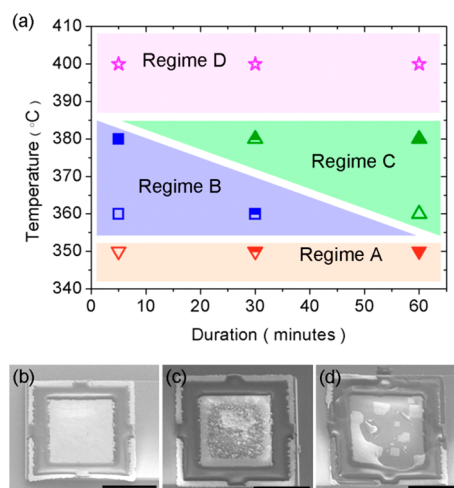 (a)
410
400
390
380
370
360
350
340
Temperature ( °C)
Regime D
Regime C
Regime B
Regime A
0 10 20 30 40 50 60
Duration ( minutes )
(b) (c) (d)